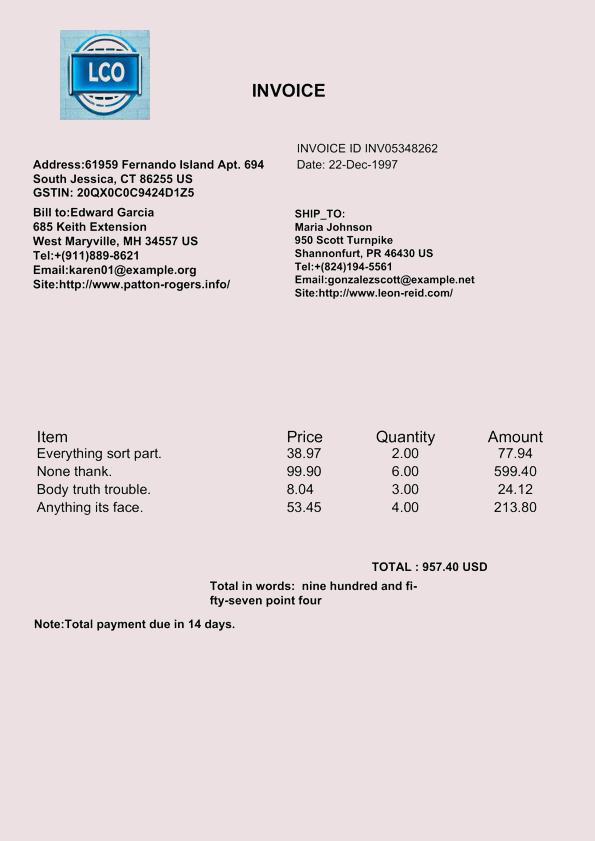 LCO
INVOICE
INVOICE ID INV05348262
Date: 22-Dec-1997
Address:61959 Fernando Island Apt. 694
South Jessica, CT 86255 US
GSTIN: 20QX0C0C9424D1Z5
Bill to:Edward Garcia
685 Keith Extension
West Maryville, MH 34557 US
Tel:+(911)889-8621
Email:karen01@example.org
Site:http://www.patton-rogers.info/
SHIP_TO:
Maria Johnson
950 Scott Turnpike
Shannonfurt, PR 46430 US
Tel:+(824)194-5561
Email:gonzalezscott@example.net
Site:http://www.leon-reid.com/
Item Price Quantity Amount
Everything sort part. 38.97 2.00 77.94
None thank. 99.90 6.00 599.40
Body truth trouble. 8.04 3.00 24.12
Anything its face. 53.45 4.00 213.80
TOTAL : 957.40 USD
Total in words:  nine hundred and fi-
fty-seven point four
Note:Total payment due in 14 days.